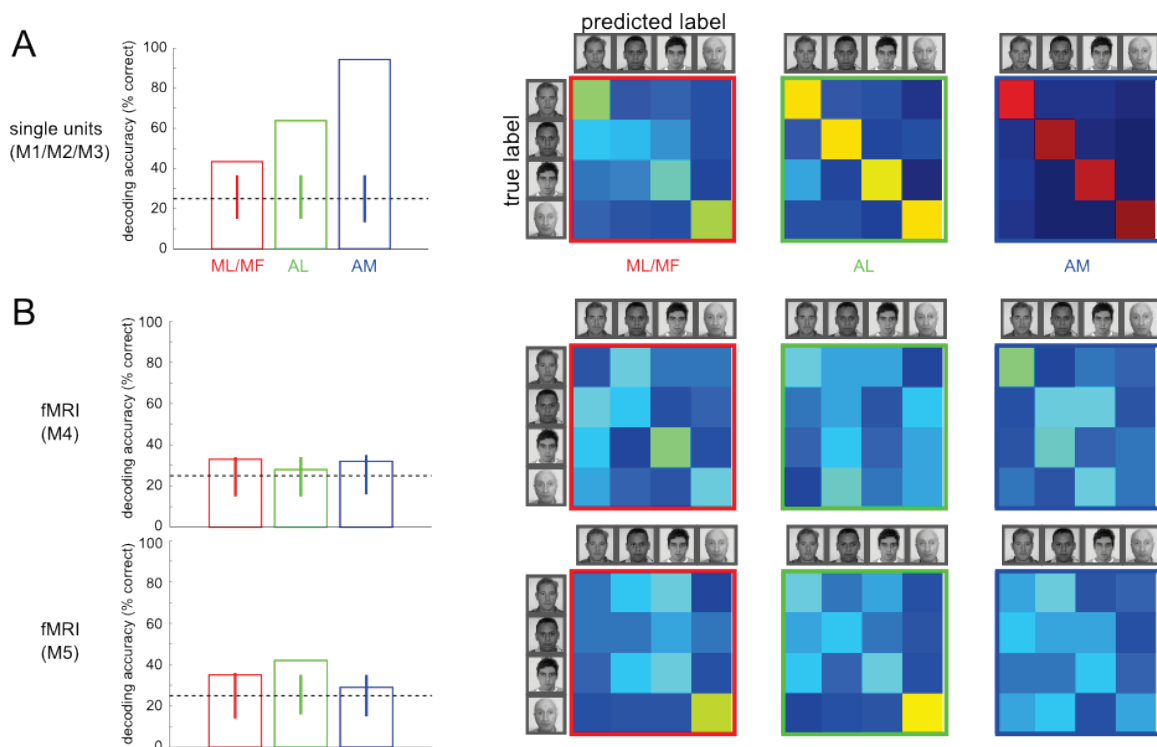 A
single units
(M1/M2/M3)
decoding accuracy (% correct)
100
80
60
40
20
0
ML/MF
AL
AM
predicted label
true label
ML/MF
AL
AM
B
fMRI
(M4)
decoding accuracy (% correct)
100
80
60
40
20
0
fMRI
(M5)
decoding accuracy (% correct)
100
80
60
40
20
0